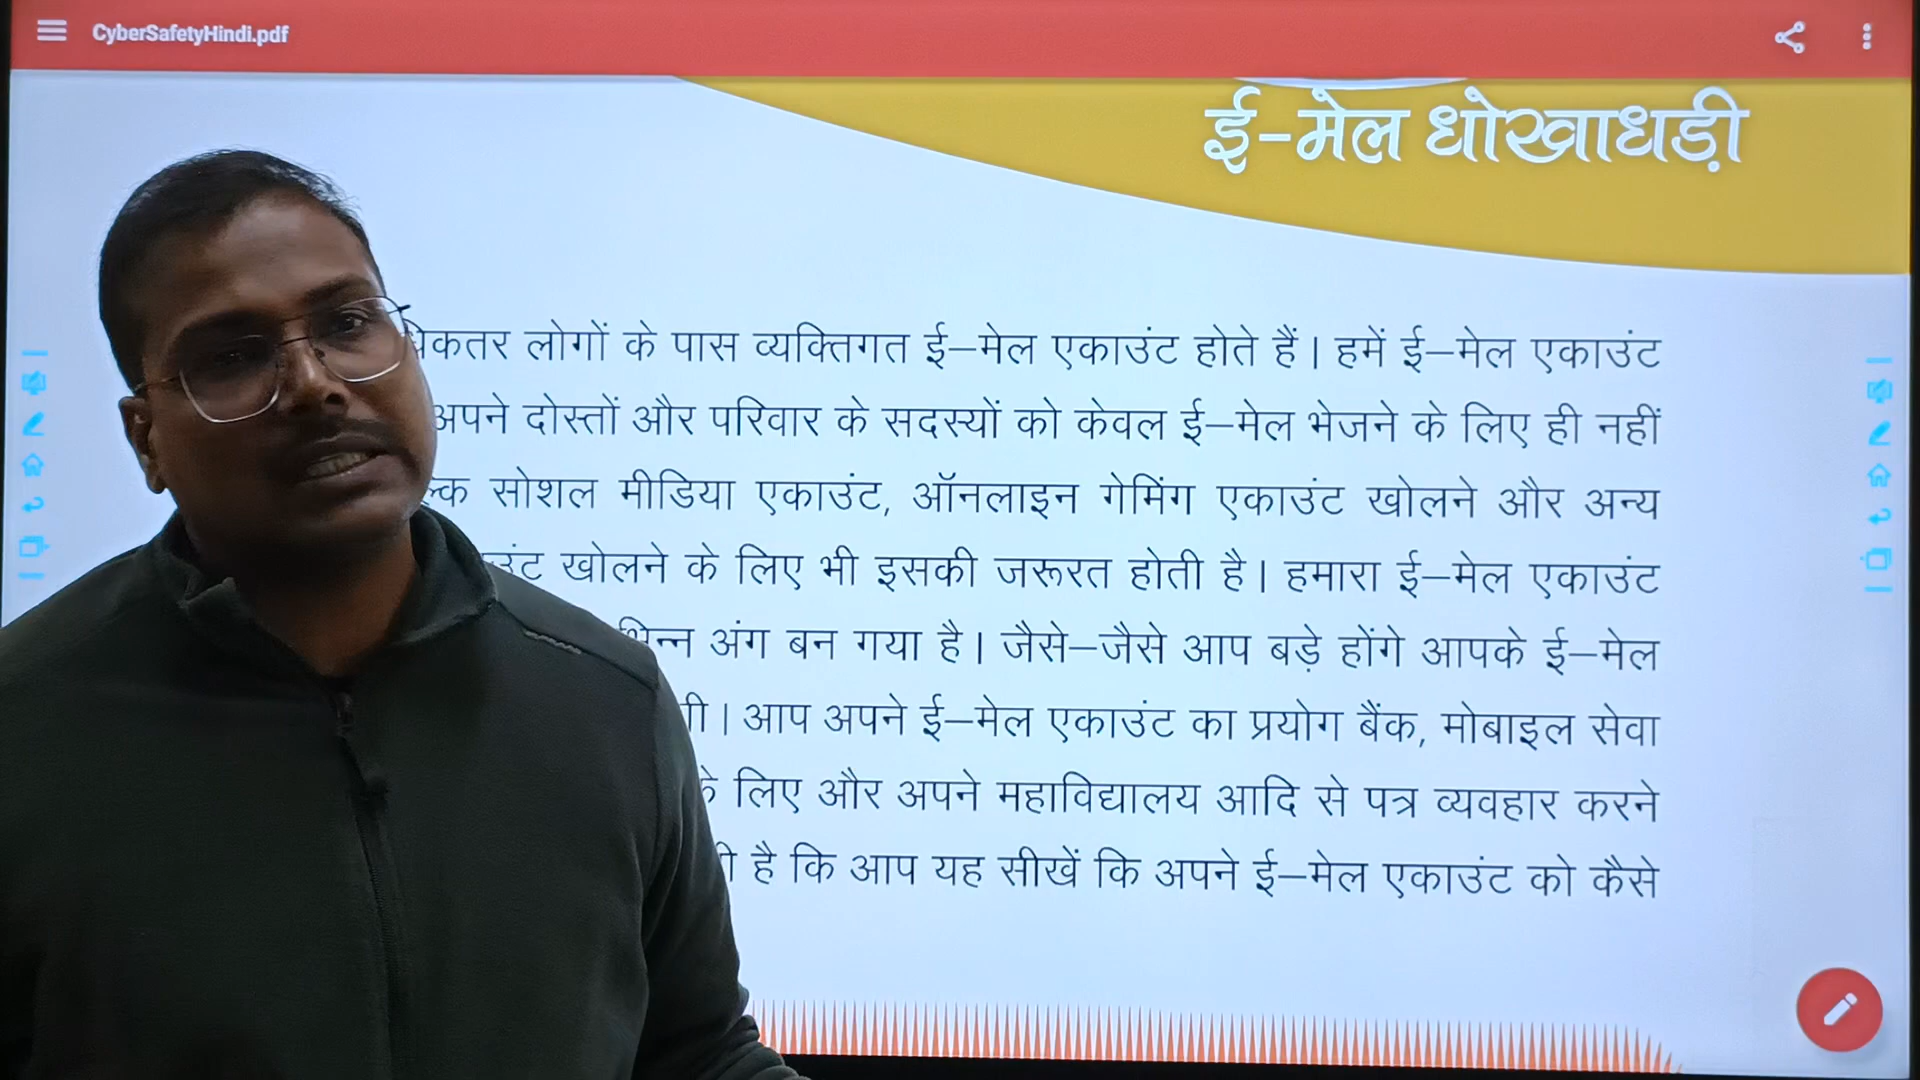 CyberSafetyHindi.pdf
ई-मेल धोखाधड़ी
लोगों के पास व्यक्तिगत ई–मेल एकाउंट होते हैं। हमें ई–मेल एकाउंट
अपने दोस्तों और परिवार के सदस्यों को केवल ई–मेल भेजने के लिए ही नहीं
सोशल मीडिया एकाउंट, ऑनलाइन गेमिंग एकाउंट खोलने और अन्य
खोलने के लिए भी इसकी जरूरत होती है। हमारा ई–मेल एकाउंट
अंग बन गया है। जैसे–जैसे आप बड़े होंगे आपके ई–मेल
आप अपने ई–मेल एकाउंट का प्रयोग बैंक, मोबाइल सेवा
लिए और अपने महाविद्यालय आदि से पत्र व्यवहार करने
है कि आप यह सीखें कि अपने ई–मेल एकाउंट को कैसे